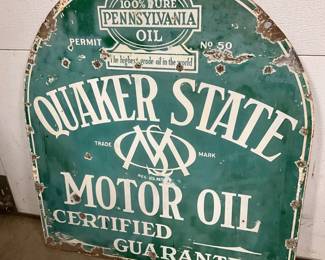 100% PURE
PENNSYLVANIA
OIL
PERMIT No 50
The highest grade oil in the world
QUAKER STATE
TRADE MARK
MOTOR OIL
CERTIFIED
GUARANTE